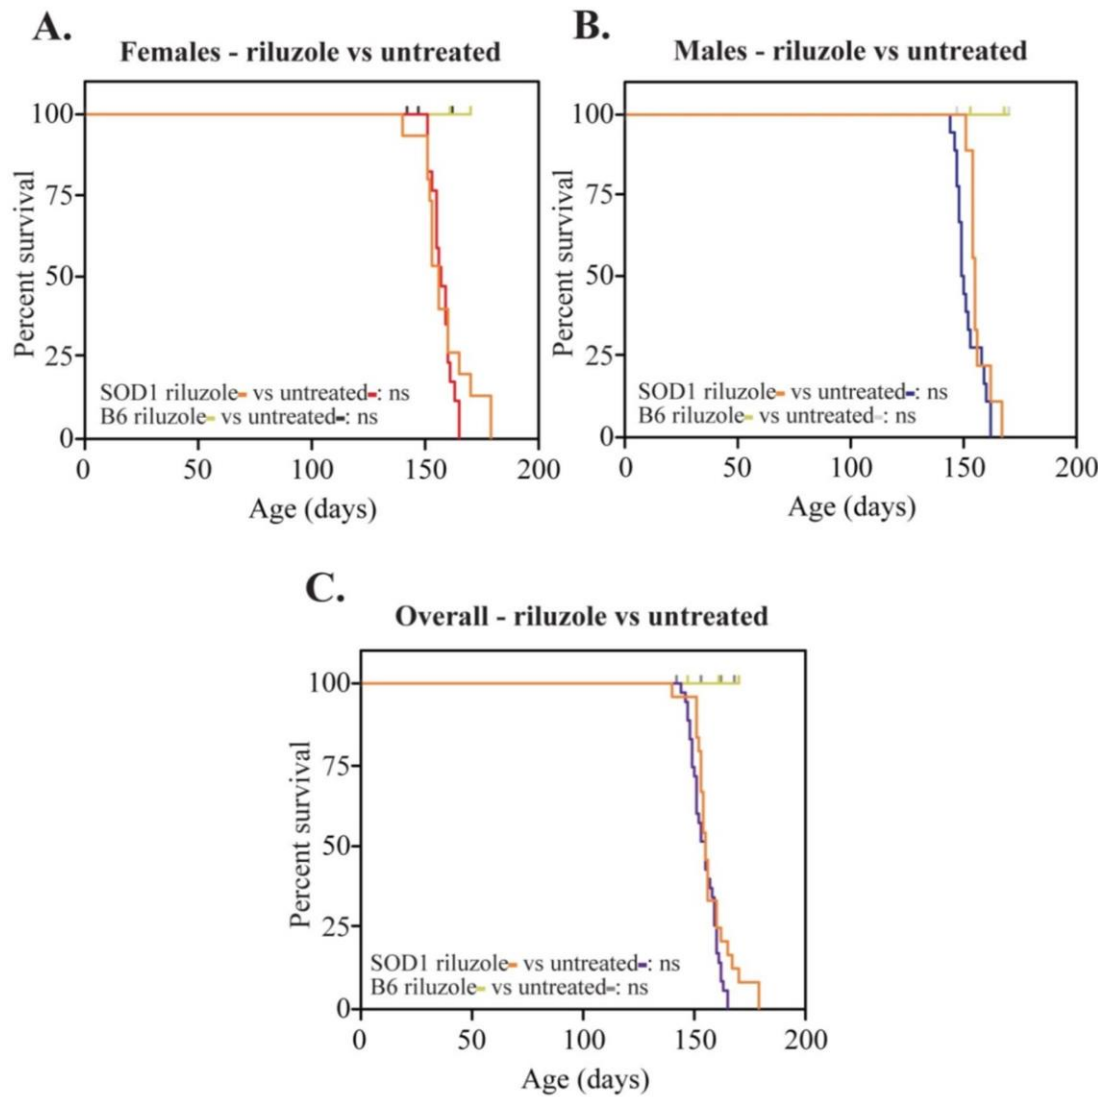 A.
Females - riluzole vs untreated
100
75
50
25
0
Percent survival
SOD1 riluzole- vs untreated-: ns
B6 riluzole- vs untreated-: ns
0 50 100 150 200
Age (days)
B.
Males - riluzole vs untreated
100
75
50
25
0
Percent survival
SOD1 riluzole- vs untreated-: ns
B6 riluzole- vs untreated-: ns
0 50 100 150 200
Age (days)
C.
Overall - riluzole vs untreated
100
75
50
25
0
Percent survival
SOD1 riluzole- vs untreated-: ns
B6 riluzole- vs untreated-: ns
0 50 100 150 200
Age (days)